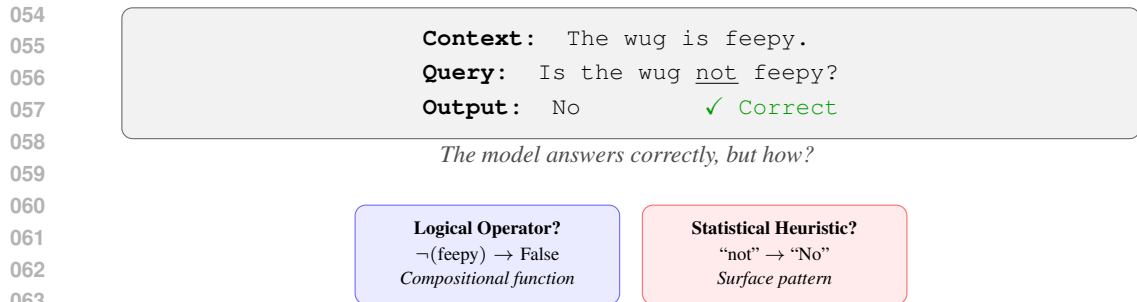 054
055
056
057
058
059
060
061
062
063
Context: The wug is feepy.
Query: Is the wug not feepy?
Output: No ✓ Correct
The model answers correctly, but how?
Logical Operator?
¬(feepy) → False
Compositional function
Statistical Heuristic?
“not” → “No”
Surface pattern